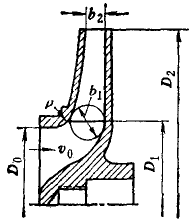 b₂
ρ
b₁
D₂
v₀
D₀
D₁